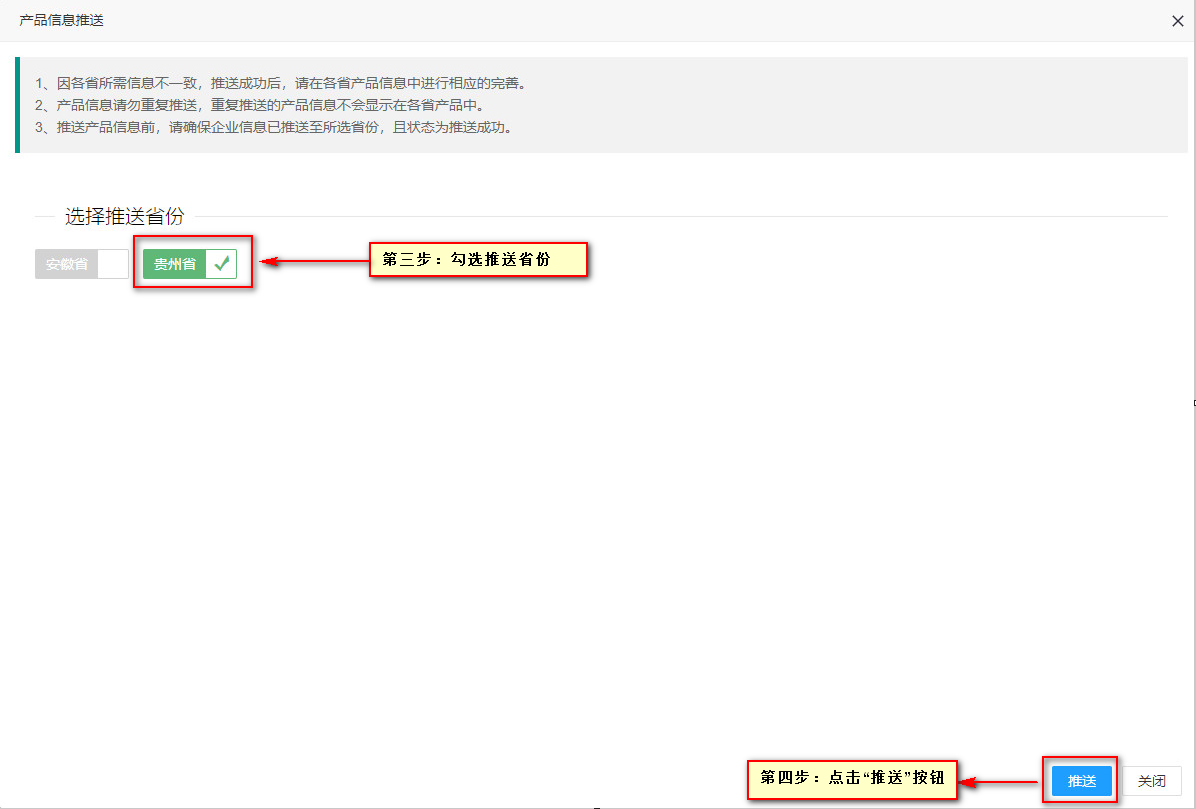 产品信息推送
1、因各省所需信息不一致，推送成功后，请在各省产品信息中进行相应的完善。
2、产品信息请勿重复推送，重复推送的产品信息不会显示在各省产品中。
3、推送产品信息前，请确保企业信息已推送至所选省份，且状态为推送成功。
选择推送省份
安徽省 贵州省 第三步：勾选推送省份
第四步：点击“推送”按钮 推送 关闭